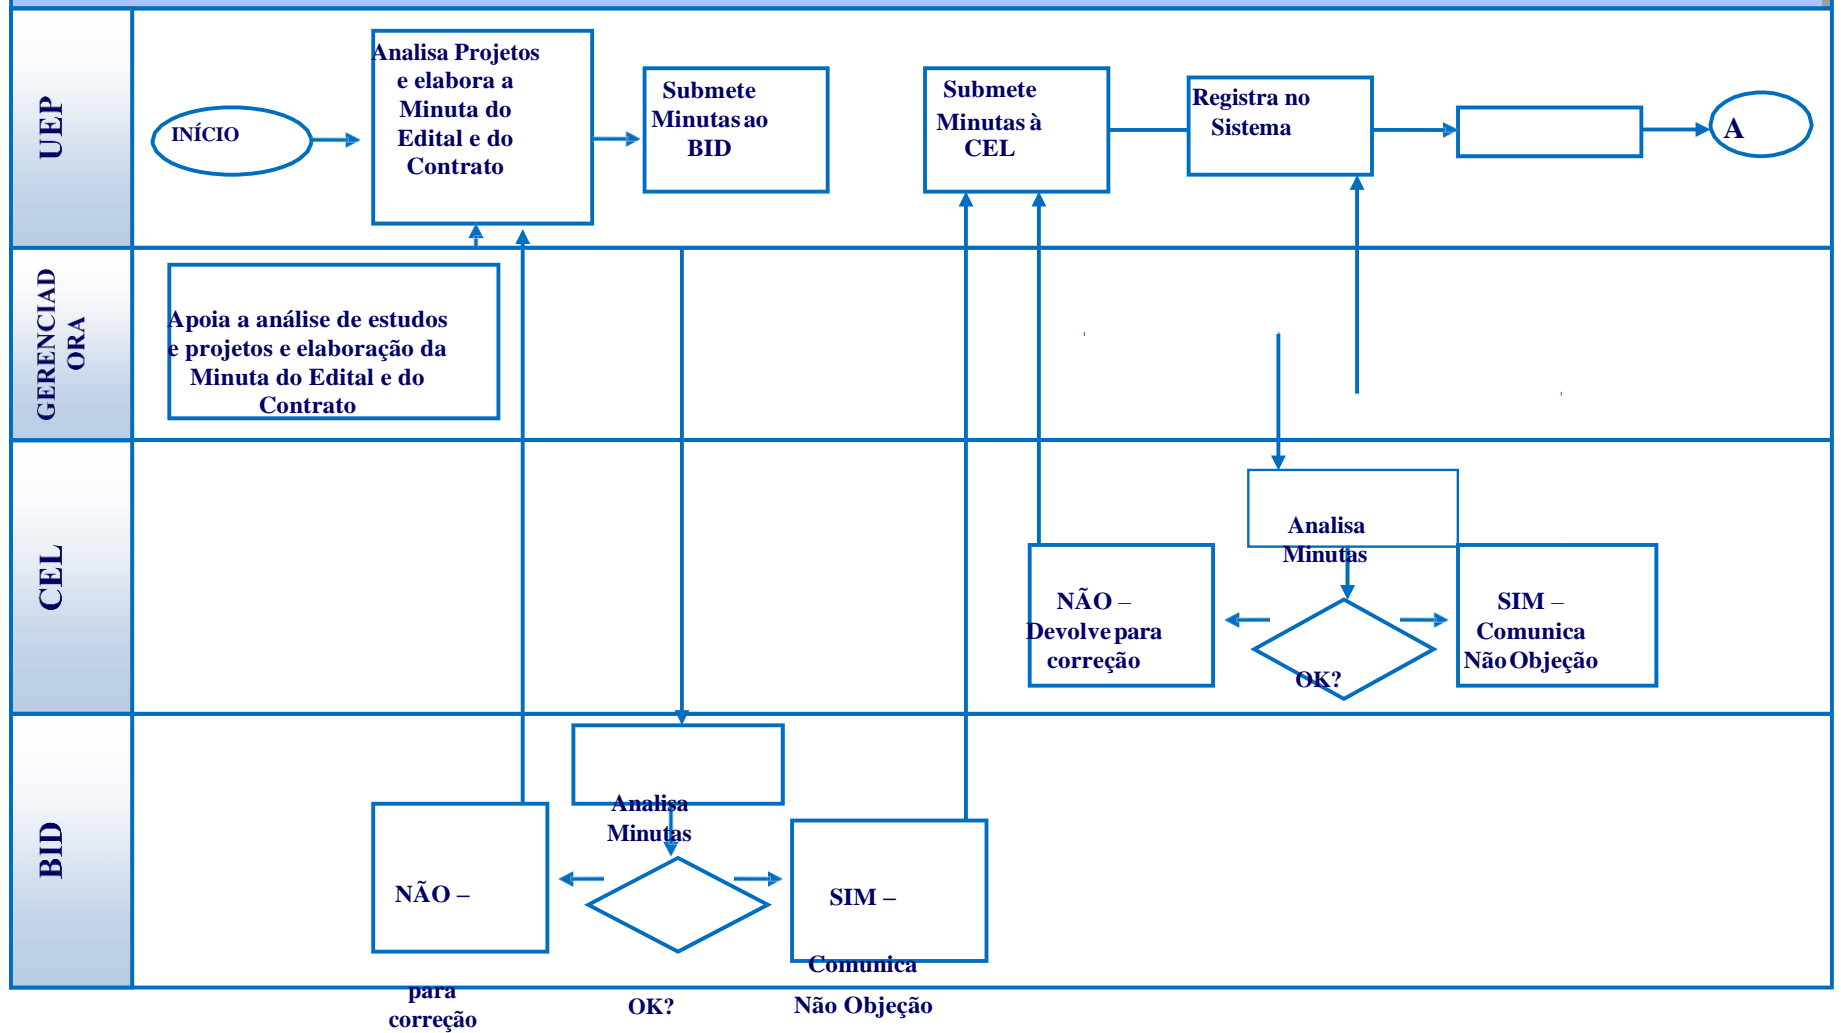 UEP
INÍCIO
Analisa Projetos
e elabora a
Minuta do
Edital e do
Contrato
Submete
Minutas ao
BID
Submete
Minutas à
CEL
Registra no
Sistema
A
GERENCIAD
ORA
Apoia a análise de estudos
e projetos e elaboração da
Minuta do Edital e do
Contrato
CEL
Analisa
Minutas
NÃO –
Devolve para
correção
OK?
SIM –
Comunica
Não Objeção
BID
Analisa
Minutas
NÃO –
para
correção
OK?
SIM –
Comunica
Não Objeção